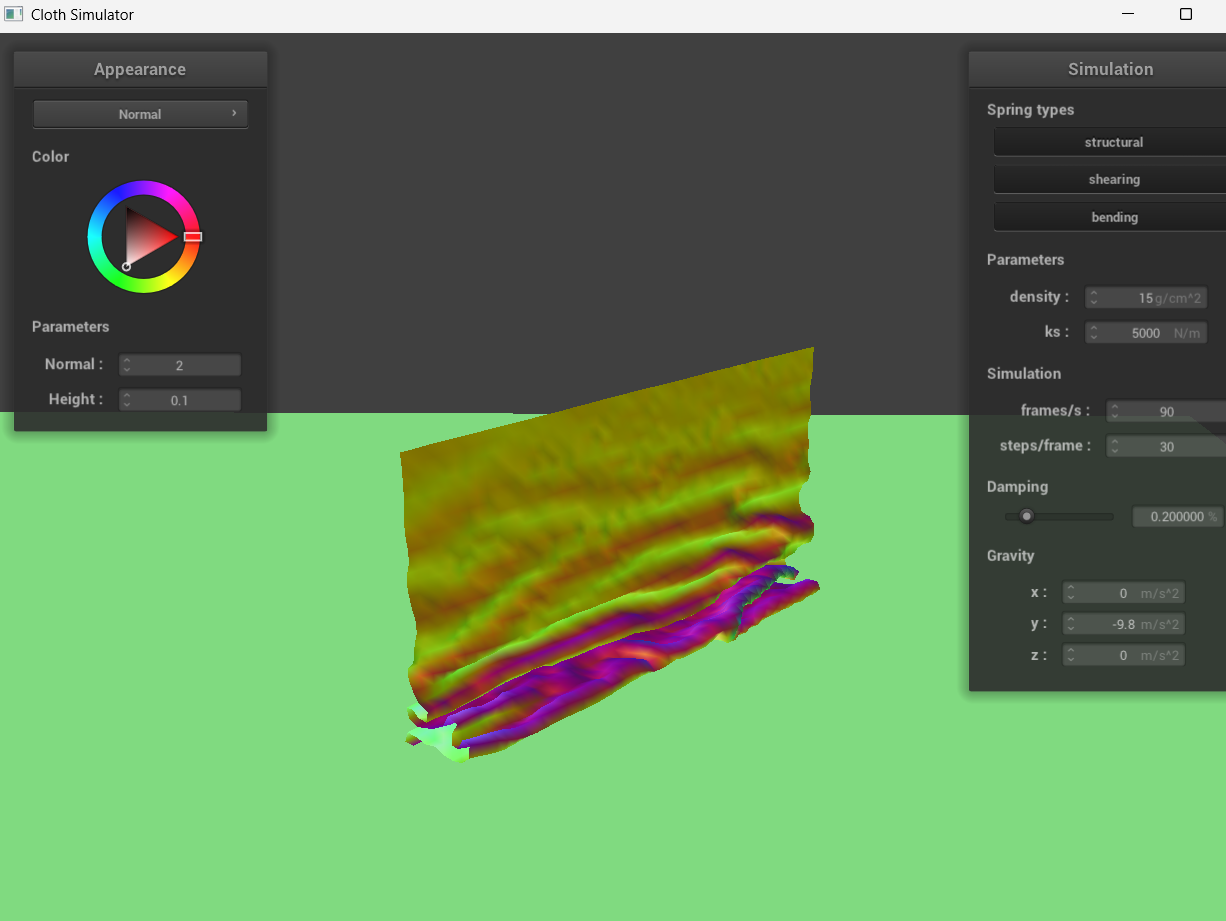 Cloth Simulator
Appearance
Normal
Color
Parameters
Normal : 2
Height : 0.1
Simulation
Spring types
structural
shearing
bending
Parameters
density : 15 g/cm^2
ks : 5000 N/m
Simulation
frames/s : 90
steps/frame : 30
Damping
0.200000 %
Gravity
x : 0 m/s^2
y : -9.8 m/s^2
z : 0 m/s^2